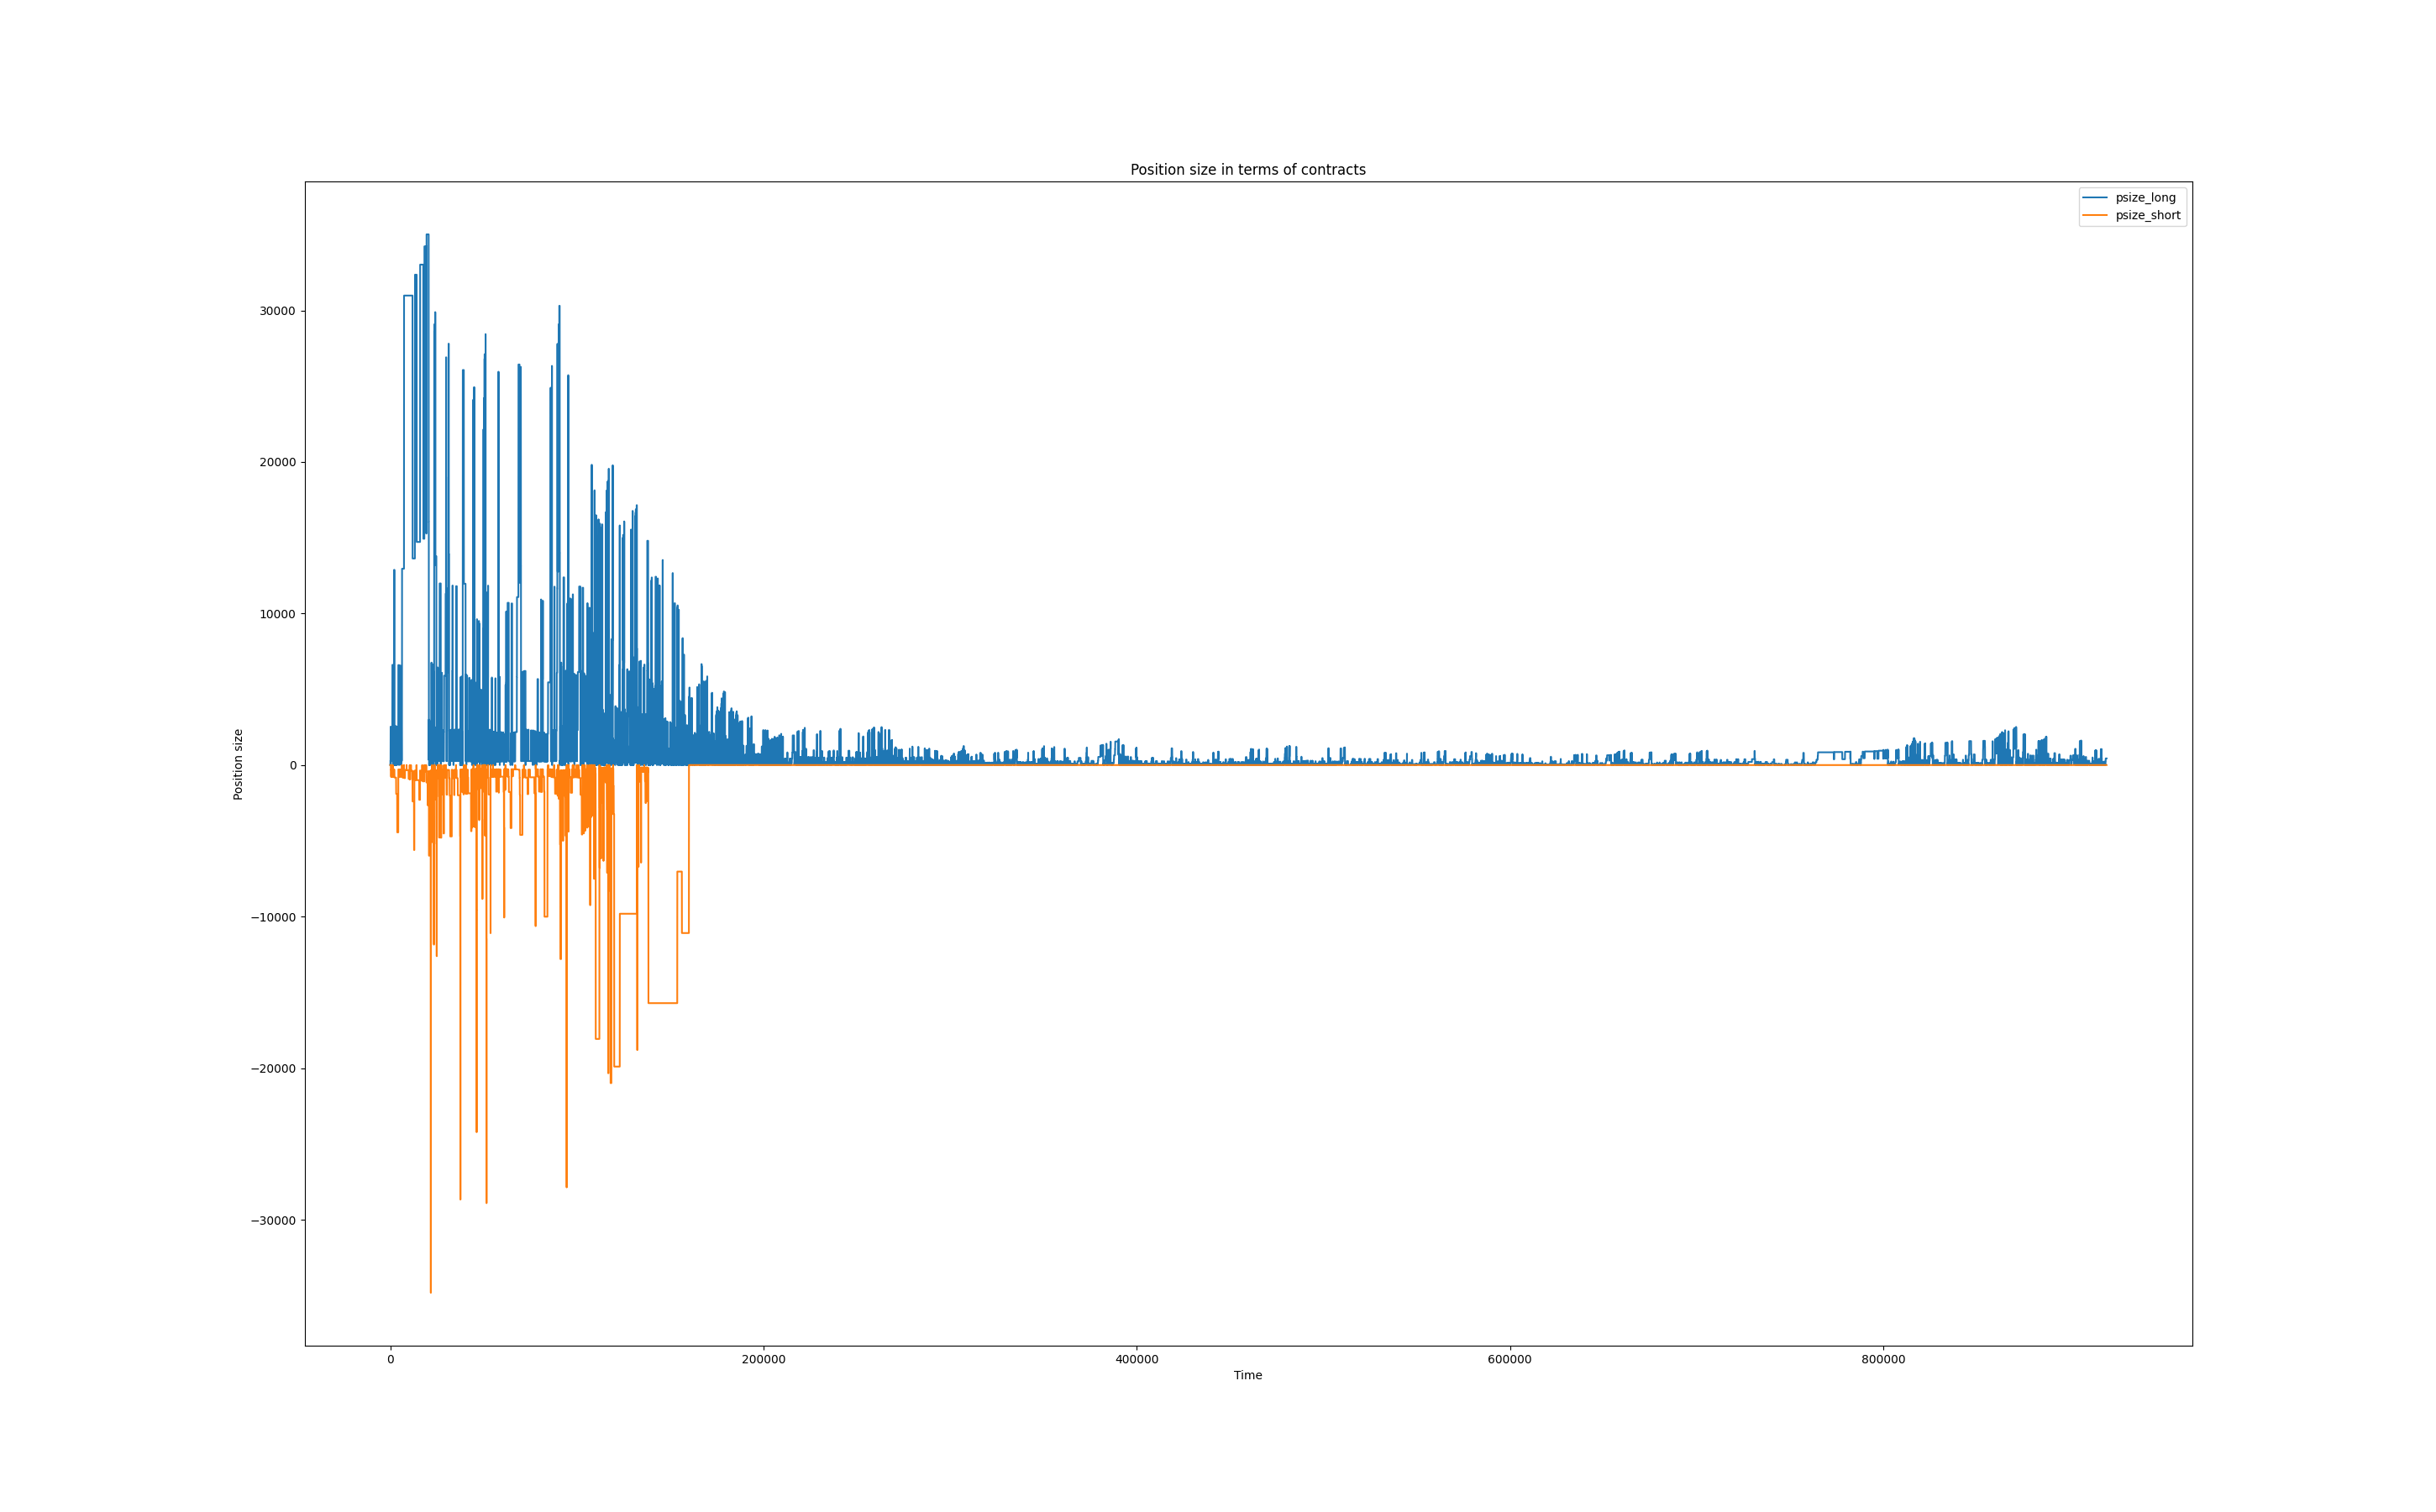 Position size in terms of contracts
psize_long
psize_short
30000
20000
10000
0
−10000
−20000
−30000
Position size
0
200000
400000
600000
800000
Time